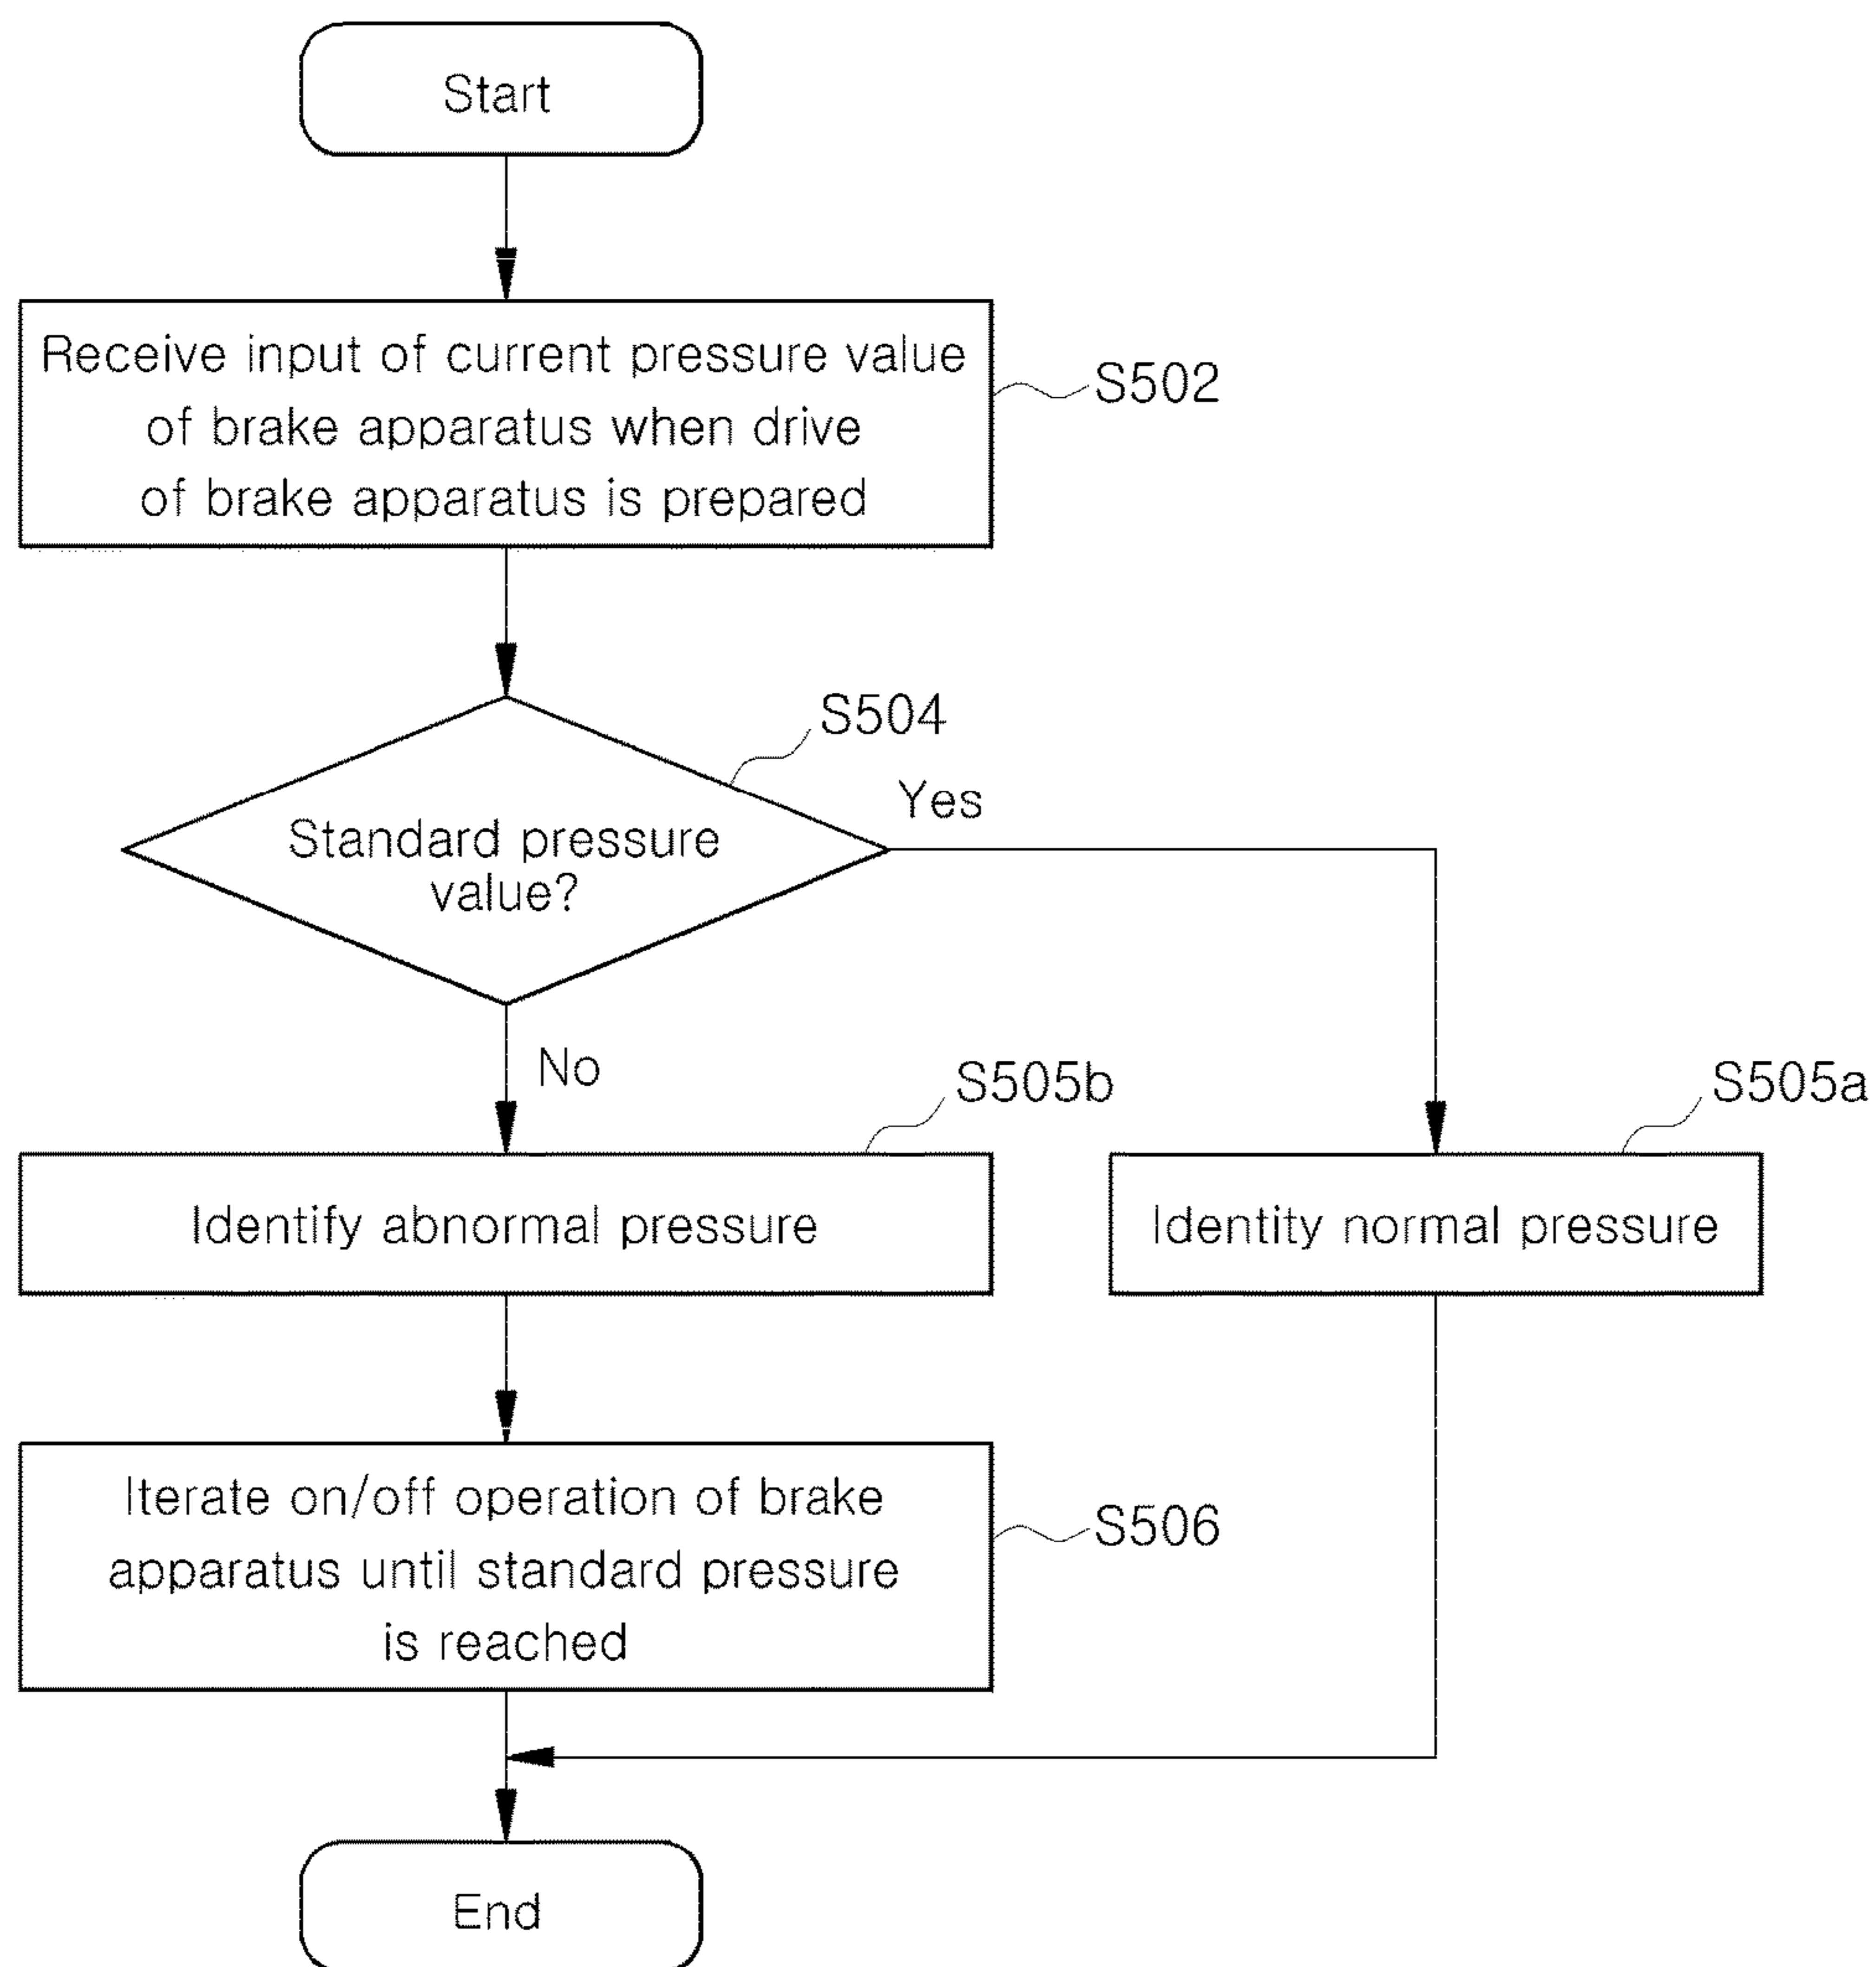 Start
Receive input of current pressure value
of brake apparatus when drive
of brake apparatus is prepared
S502
S504
Yes
Standard pressure
value?
No
S505b
S505a
Identify abnormal pressure
Identity normal pressure
Iterate on/off operation of brake
apparatus until standard pressure
is reached
S506
End